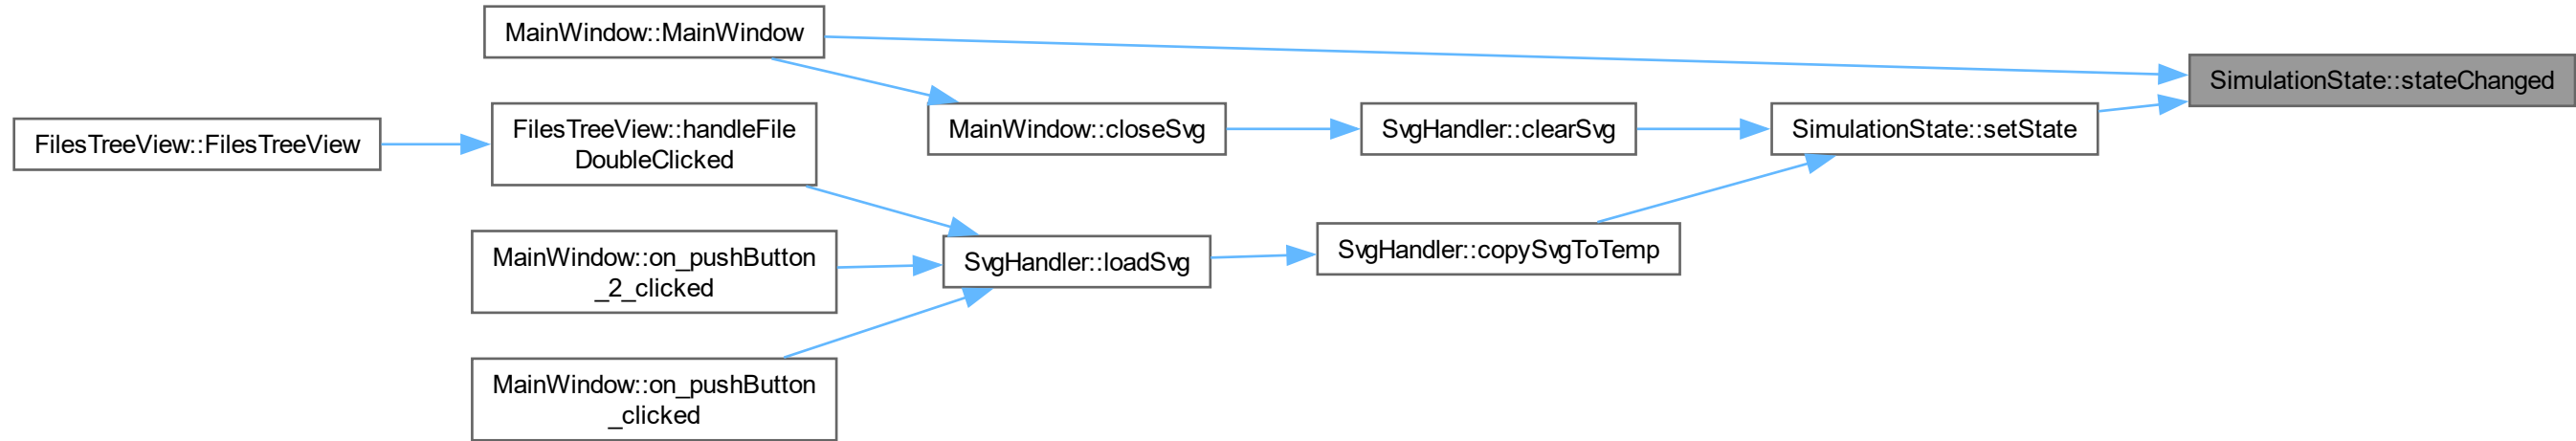 MainWindow::MainWindow
SimulationState::stateChanged
FilesTreeView::handleFile
DoubleClicked
MainWindow::closeSvg
SvgHandler::clearSvg
SimulationState::setState
FilesTreeView::FilesTreeView
MainWindow::on_pushButton
_2_clicked
SvgHandler::loadSvg
SvgHandler::copySvgToTemp
MainWindow::on_pushButton
_clicked